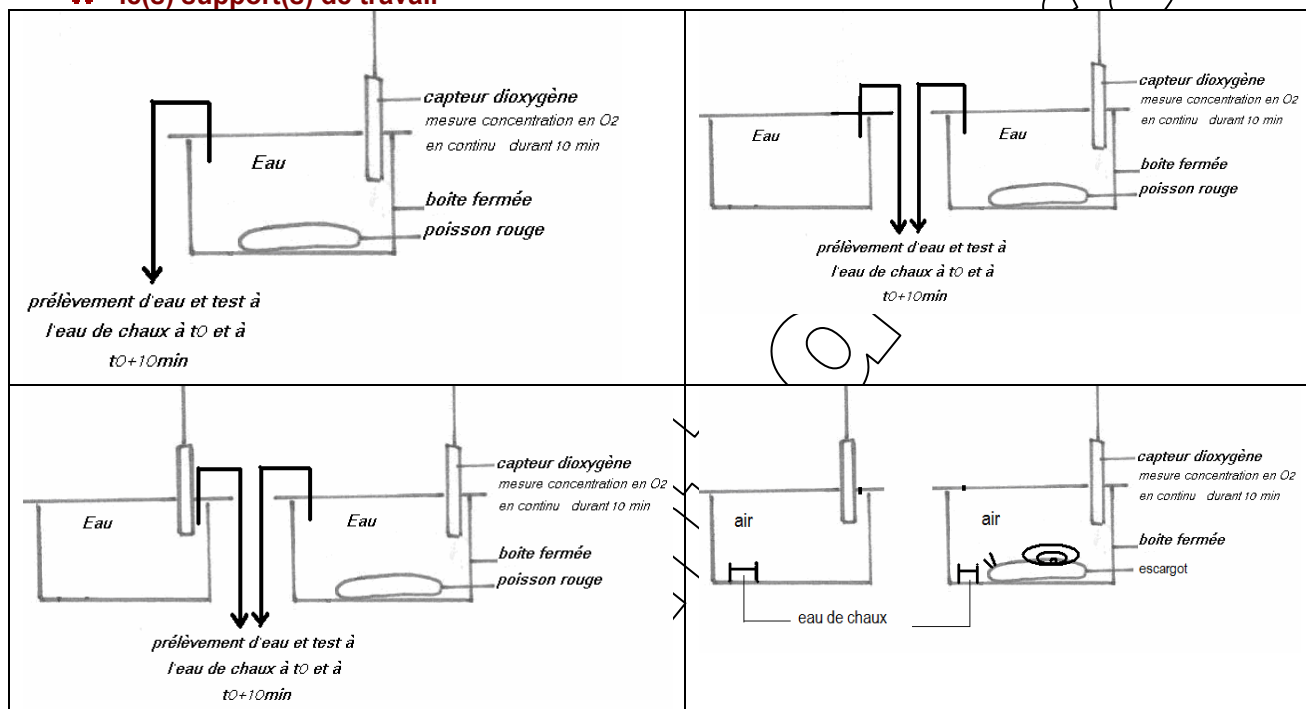 le(s) support(s) de travail
capteur dioxygène
mesure concentration en O2
en continu durant 10 min
Eau
boite fermée
poisson rouge
prélèvement d'eau et test à
l'eau de chaux à t0 et à
t0+10min
capteur dioxygène
mesure concentration en O2
en continu durant 10 min
Eau
Eau
boite fermée
poisson rouge
prélèvement d'eau et test à
l'eau de chaux à t0 et à
t0+10min
capteur dioxygène
mesure concentration en O2
en continu durant 10 min
Eau
Eau
boite fermée
poisson rouge
prélèvement d'eau et test à
l'eau de chaux à t0 et à
t0+10min
capteur dioxygène
mesure concentration en O2
en continu durant 10 min
air
air
boite fermée
escargot
eau de chaux